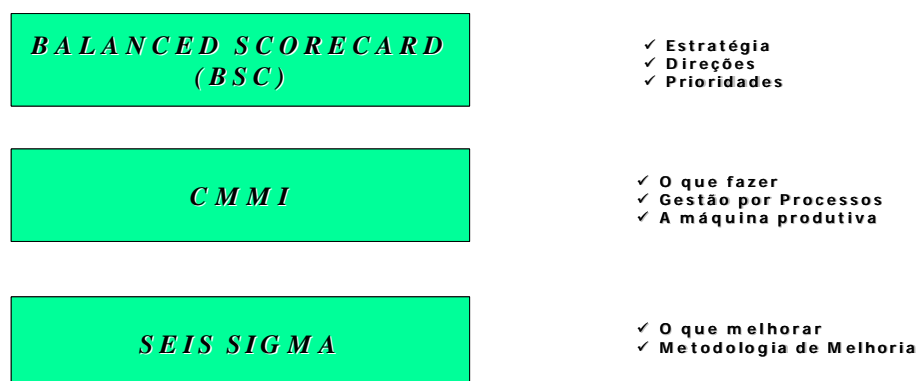 BALANCED SCORECARD
(BSC)
✓ Estratégia
✓ Direções
✓ Prioridades
CMMI
✓ O que fazer
✓ Gestão por Processos
✓ A máquina produtiva
SEIS SIGMA
✓ O que melhorar
✓ Metodologia de Melhoria